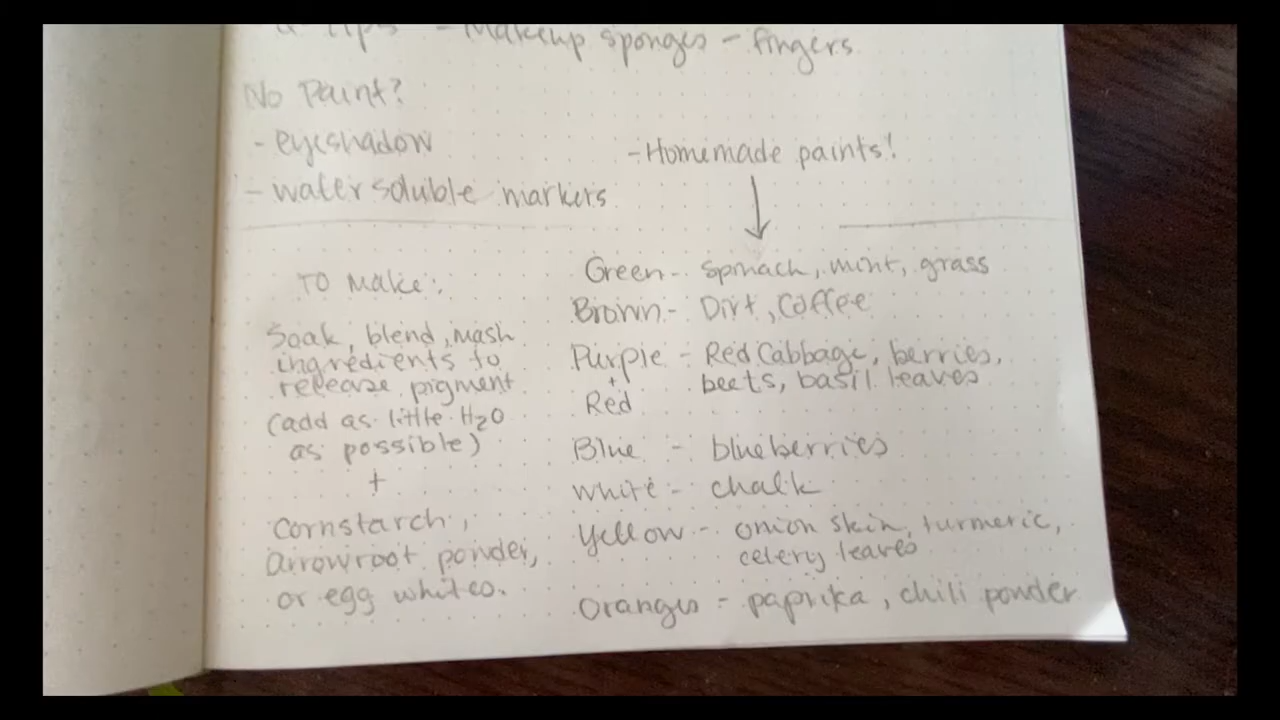 Q-Tips - Makeup sponges - fingers
No Paint?
- eyeshadow
- water soluble markers
- Homemade paints!
To Make:
Soak, blend, mash
ingredients to
release pigment
(add as little H2O
as possible)
+
Cornstarch,
arrowroot powder,
or egg whites.
Green - Spinach, mint, grass
Brown - Dirt, Coffee
Purple - Red Cabbage, berries,
+ beets, basil leaves
Red
Blue - blueberries
White - chalk
Yellow - onion skin, turmeric,
celery leaves
Oranges - paprika, chili powder